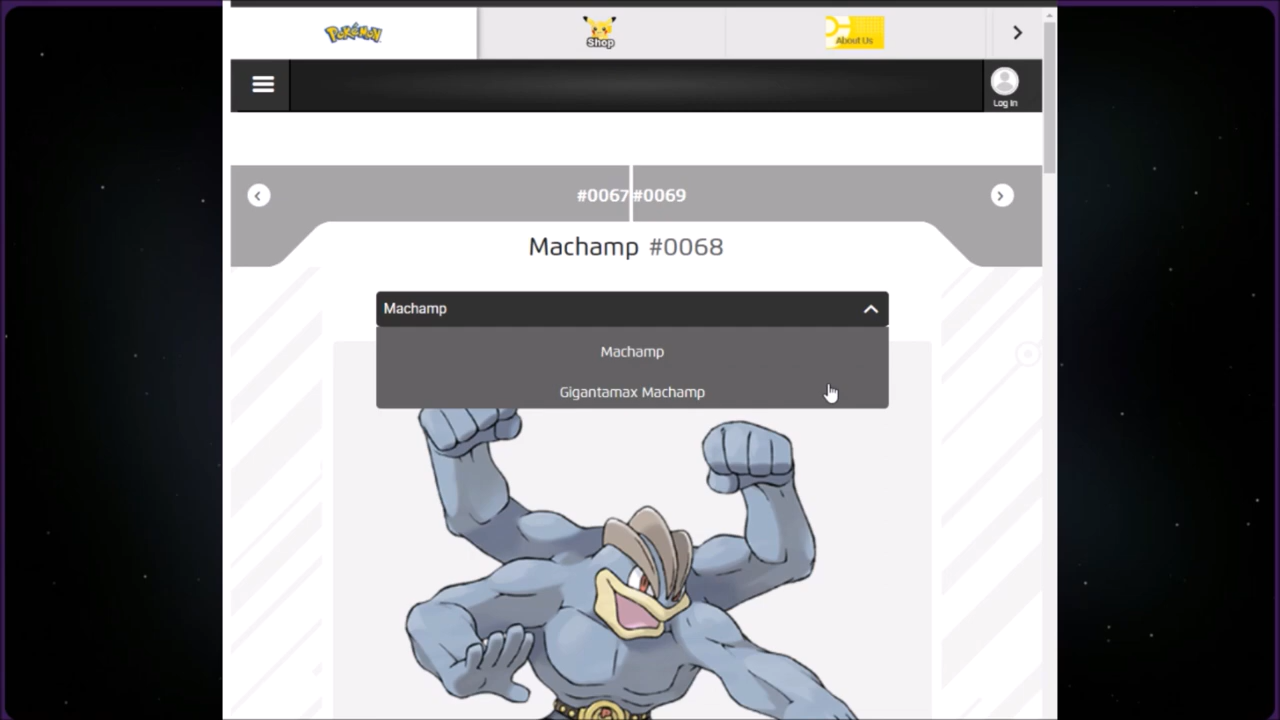 Pokémon
Shop
About Us
Log In
#0067 #0069
Machamp #0068
Machamp
Machamp
Gigantamax Machamp